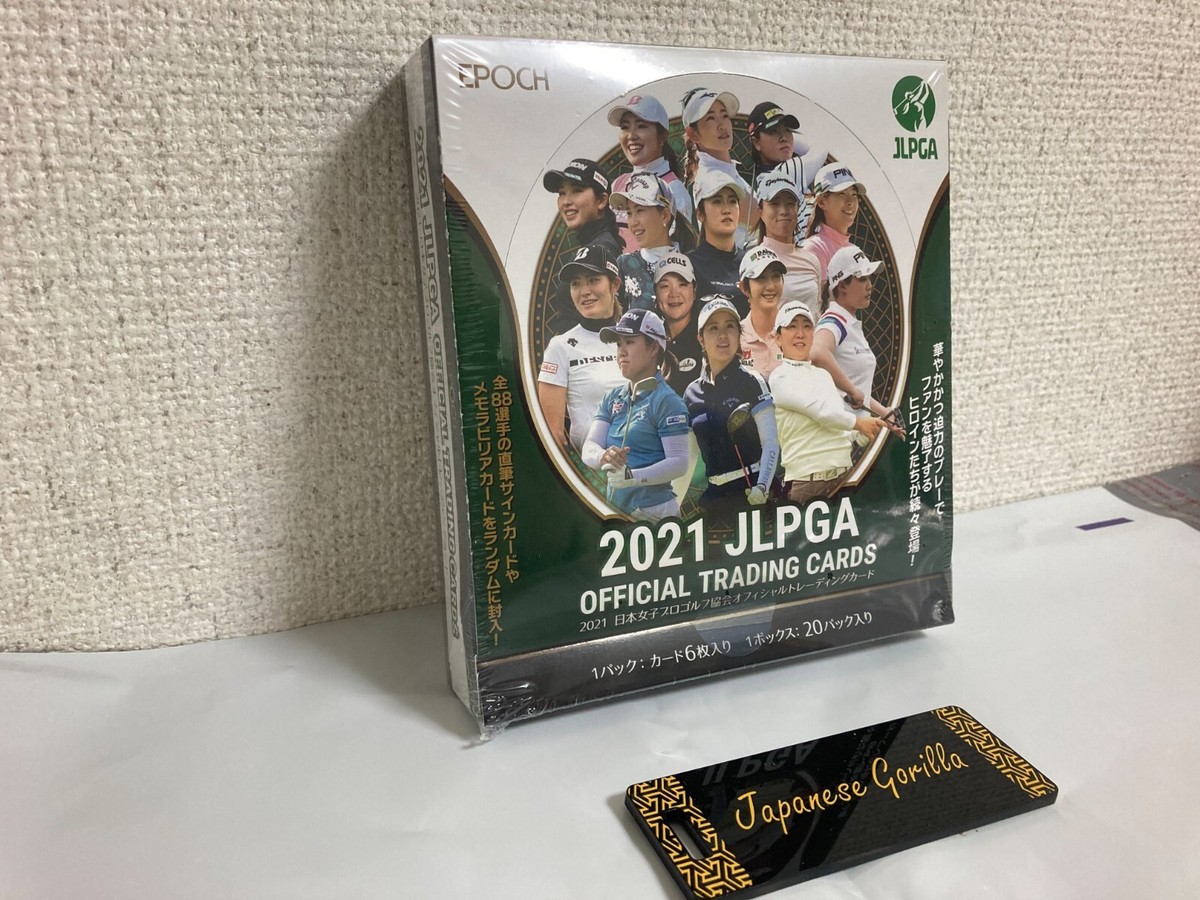 EPOCH
JLPGA
2021 JLPGA OFFICIAL TRADING CARDS
PING
CELLS
PING
華やかかつ迫力のプレーで、
ファンを魅了する
ヒロインたちが続々登場!
全88選手の直筆サインカードや
メモラビリアカードをランダムに封入!
2021 JLPGA
OFFICIAL TRADING CARDS
2021 日本女子プロゴルフ協会オフィシャルトレーディングカード
1パック:カード6枚入り 1ボックス:20パック入り
Japanese Gorilla